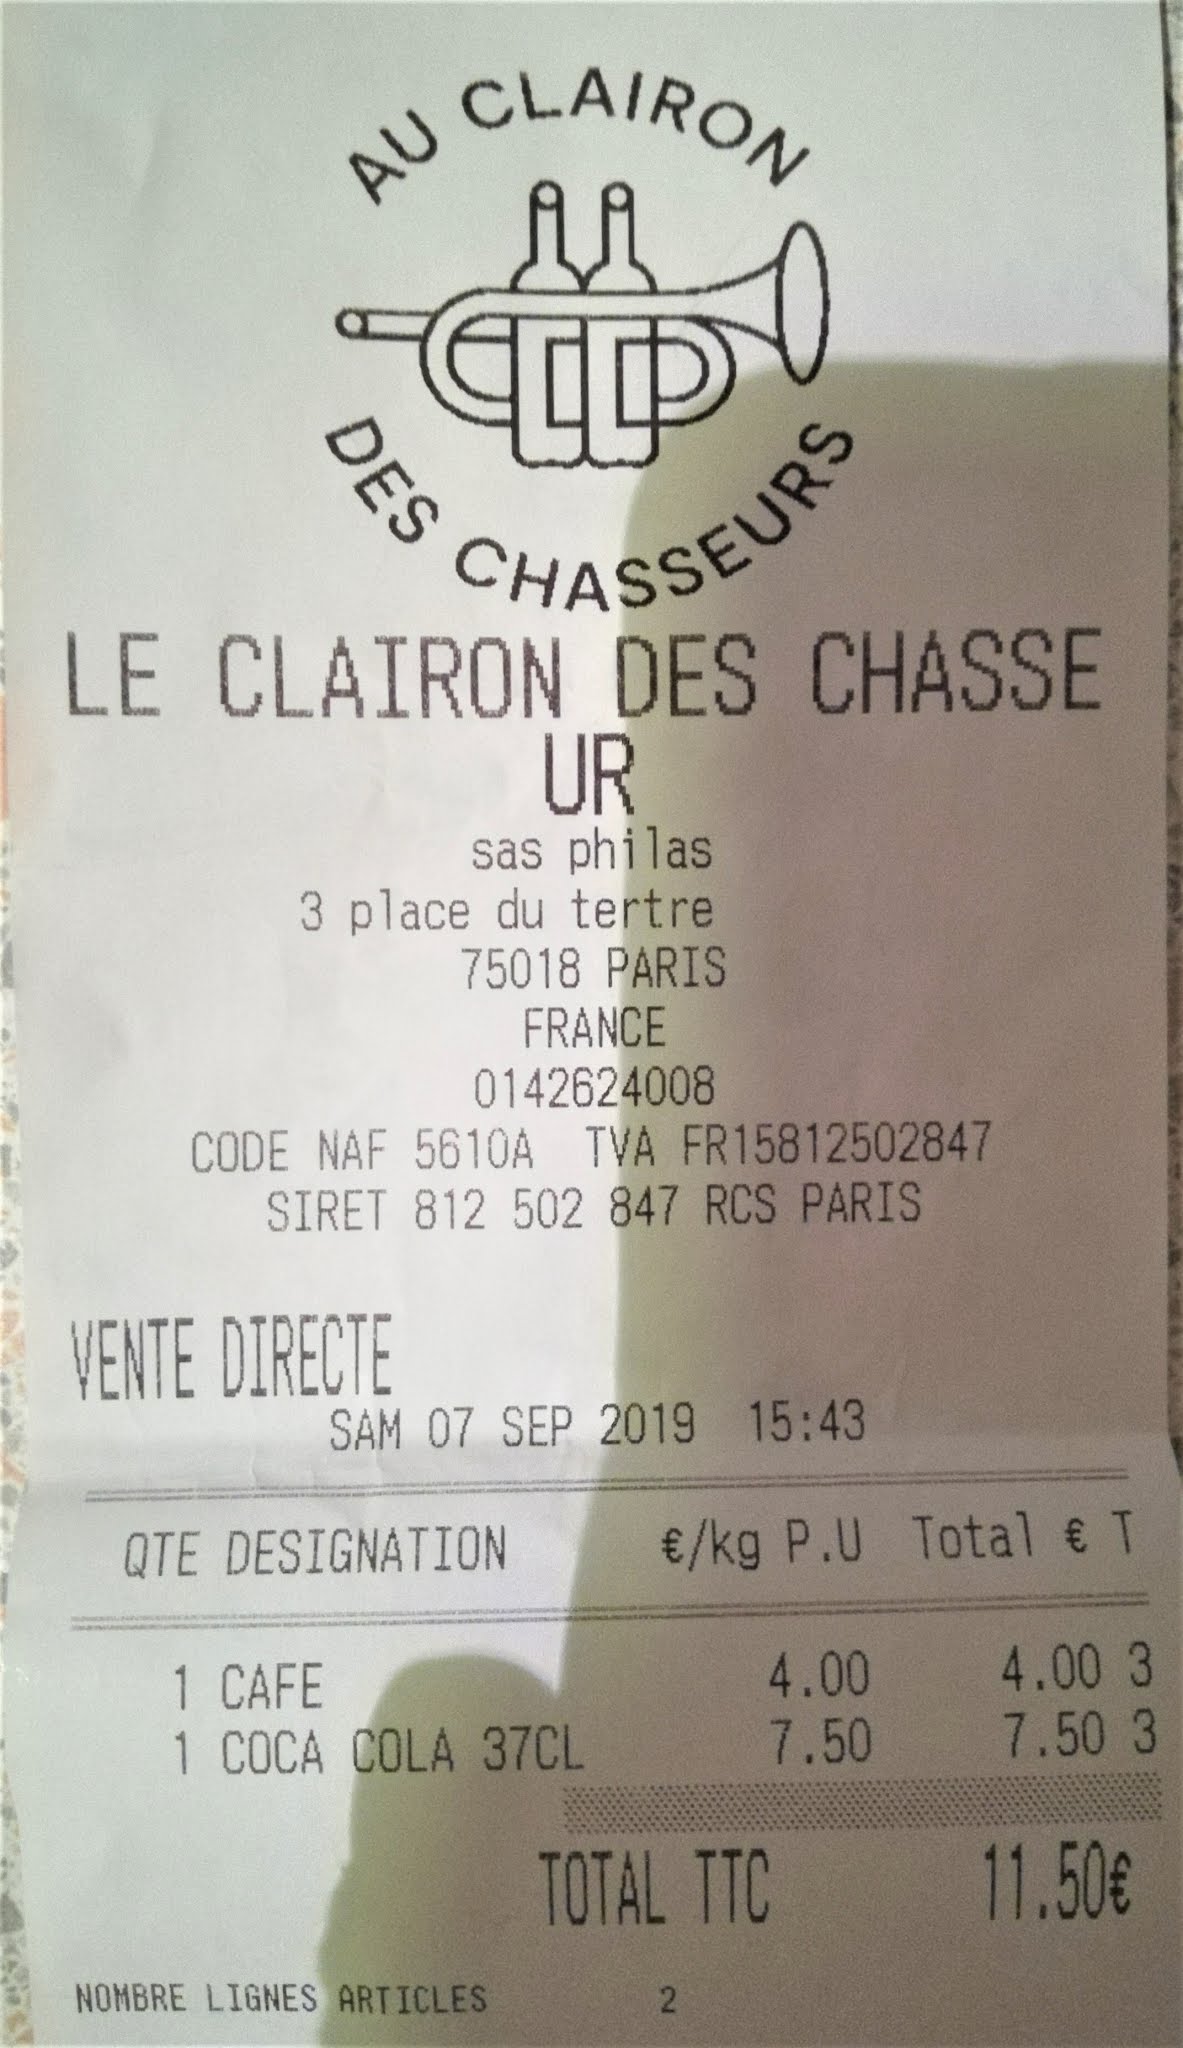 AU CLAIRON
DES CHASSEURS
LE CLAIRON DES CHASSE
UR
sas philas
3 place du tertre
75018 PARIS
FRANCE
0142624008
CODE NAF 5610A TVA FR15812502847
SIRET 812 502 847 RCS PARIS
VENTE DIRECTE
SAM 07 SEP 2019 15:43
QTE DESIGNATION €/kg P.U Total € T
1 CAFE 4.00 4.00 3
1 COCA COLA 37CL 7.50 7.50 3
TOTAL TTC 11.50€
NOMBRE LIGNES ARTICLES 2